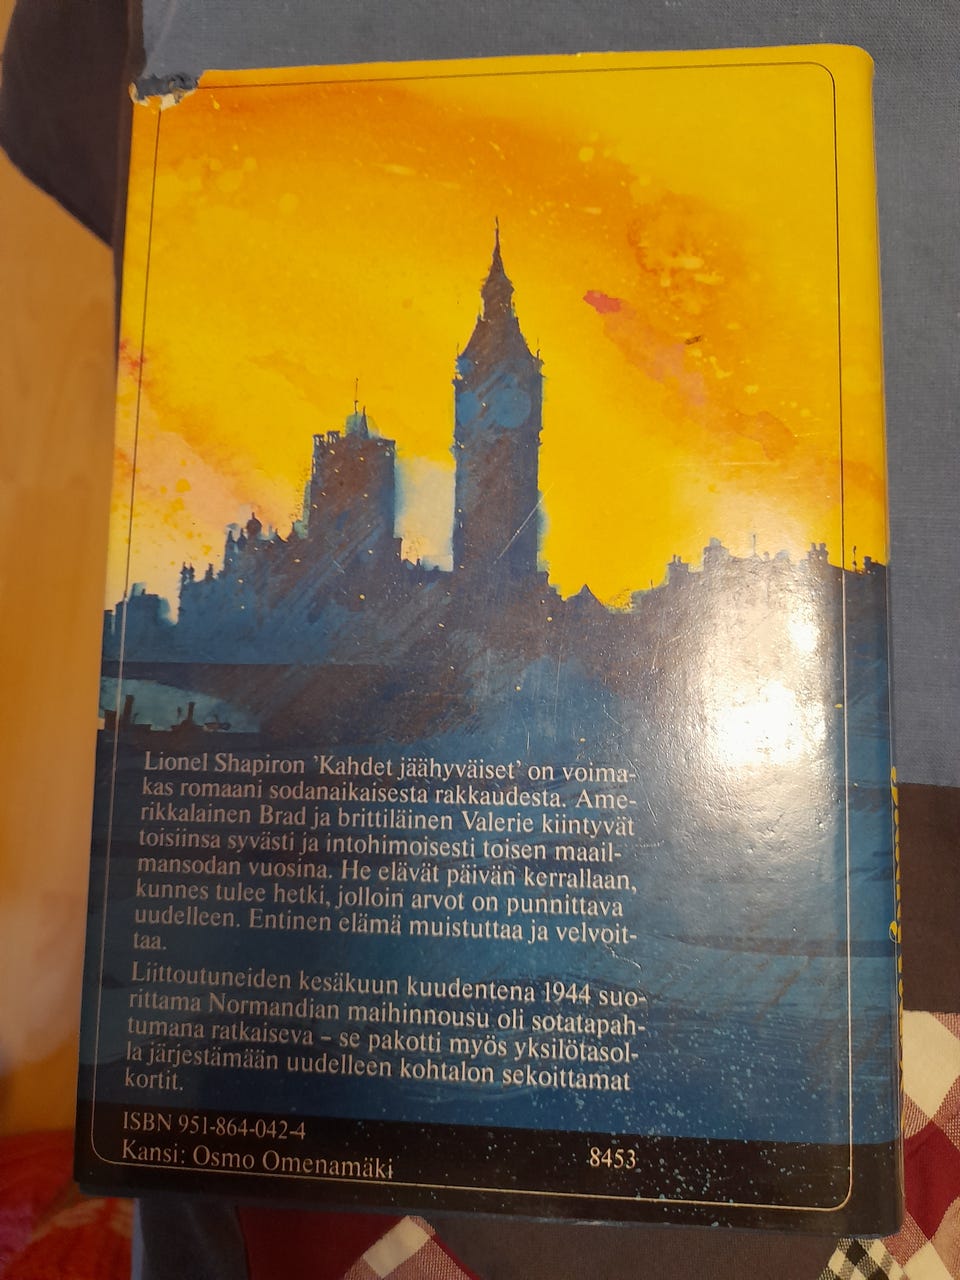 Lionel Shapiron 'Kahdet jäähyväiset' on voima-
kas romaani sodanaikaisesta rakkaudesta. Ame-
rikkalainen Brad ja brittiläinen Valerie kiintyvät
toisiinsa syvästi ja intohimoisesti toisen maail-
mansodan vuosina. He elävät päivän kerrallaan,
kunnes tulee hetki, jolloin arvot on punnittava
uudelleen. Entinen elämä muistuttaa ja velvoit-
taa.
Liittoutuneiden kesäkuun kuudentena 1944 suo-
rittama Normandian maihinnousu oli sotatapah-
tumana ratkaiseva – se pakotti myös yksilötasol-
la järjestämään uudelleen kohtalon sekoittamat
kortit.
ISBN 951-864-042-4
Kansi: Osmo Omenamäki
8453